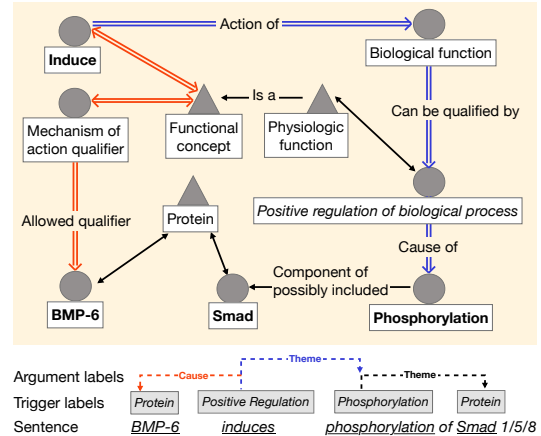 Action of
Induce
Biological function
Is a
Can be qualified by
Mechanism of
action qualifier
Functional
concept
Physiologic
function
Allowed qualifier
Protein
Positive regulation of biological process
Cause of
Component of
possibly included
BMP-6
Smad
Phosphorylation
Theme
Argument labels
Cause
Theme
Trigger labels
Protein
Positive Regulation
Phosphorylation
Protein
Sentence
BMP-6 induces phosphorylation of Smad 1/5/8